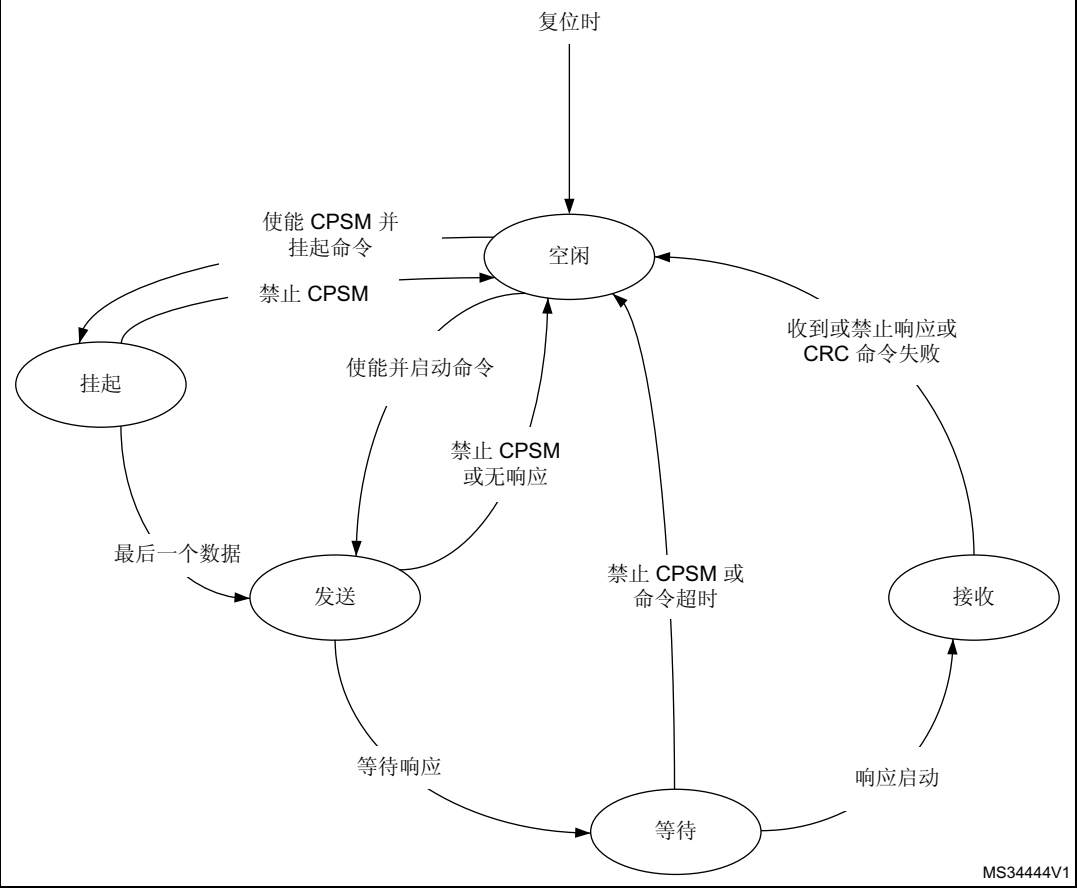 复位时
使能 CPSM 并
挂起命令
空闲
禁止 CPSM
收到或禁止响应或
CRC 命令失败
使能并启动命令
挂起
禁止 CPSM
或无响应
最后一个数据
禁止 CPSM 或
命令超时
发送
接收
等待响应
响应启动
等待
MS34444V1